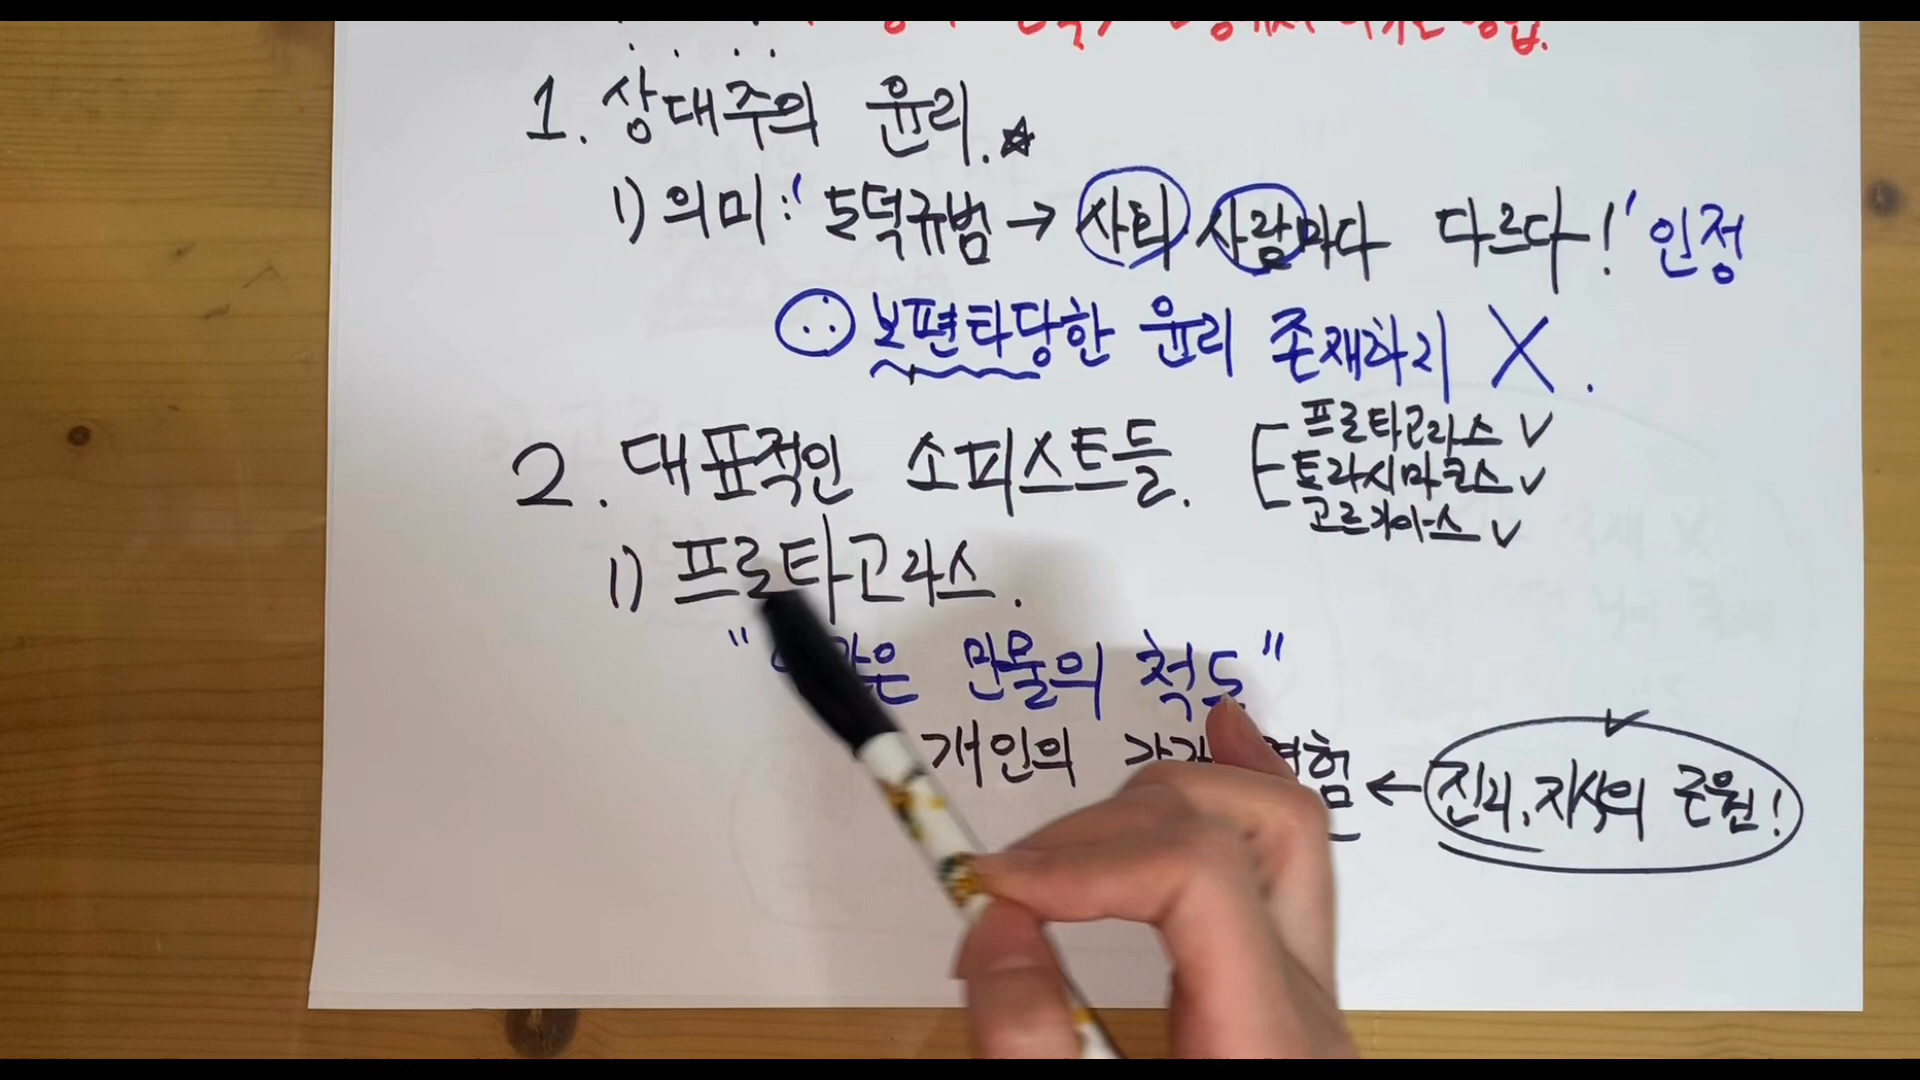 1. 상대주의 윤리. ☆
1) 의미 : ' 도덕규범 → 사회 사람마다 다르다! ' 인정
보편타당한 윤리 존재하기 X.
2. 대표적인 소피스트들.
프로타고라스 ✓
트라시마코스 ✓
고르기아스 ✓
1) 프로타고라스.
" 은 만물의 척도 "
개인의 ← 진리, 지식의 근원!